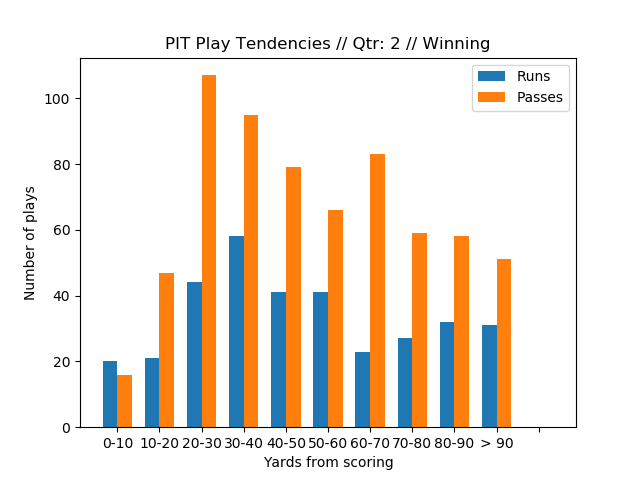 PIT Play Tendencies // Qtr: 2 // Winning
Runs
Passes
Number of plays
100
80
60
40
20
0
0-10 10-20 20-30 30-40 40-50 50-60 60-70 70-80 80-90 > 90
Yards from scoring